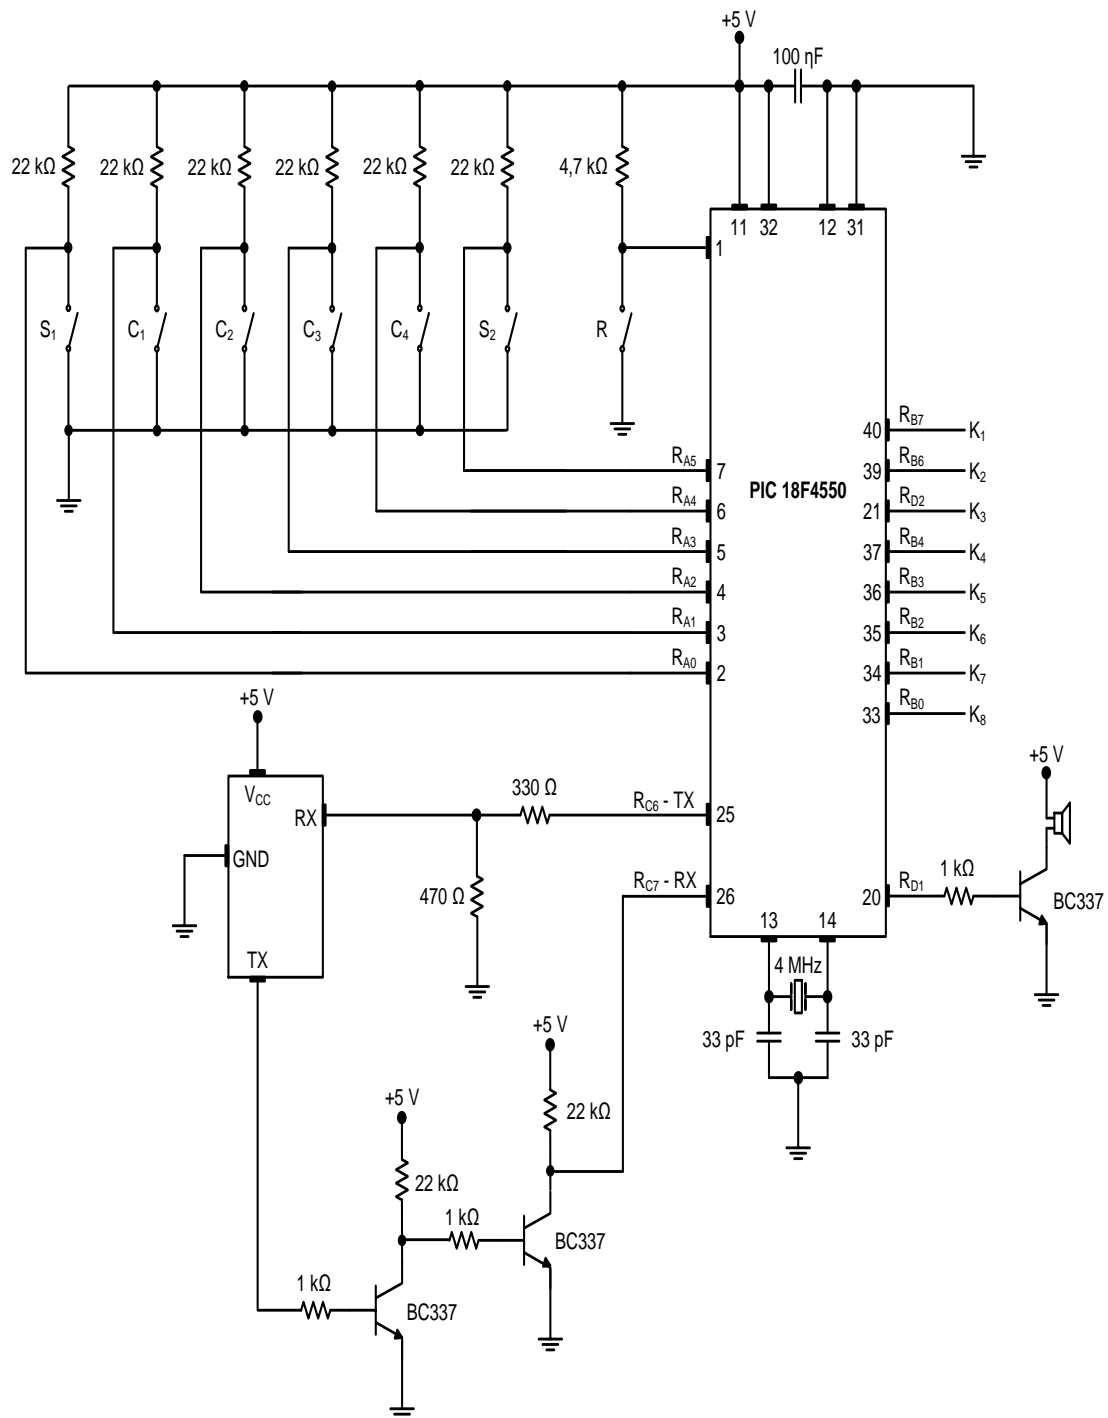 +5 V
100 ηF
22 kΩ 22 kΩ 22 kΩ 22 kΩ 22 kΩ 22 kΩ 4,7 kΩ
11 32 12 31
1
S1 C1 C2 C3 C4 S2 R
40 RB7 K1
RA5 7 39 RB6 K2
PIC 18F4550
RA4 6 21 RD2 K3
RA3 5 37 RB4 K4
RA2 4 36 RB3 K5
RA1 3 35 RB2 K6
RA0 2 34 RB1 K7
33 RB0 K8
+5 V
+5 V
VCC
330 Ω
RC6 - TX
RX
25
GND
RC7 - RX
470 Ω
26
20 RD1
1 kΩ
BC337
13 14
TX
4 MHz
33 pF 33 pF
+5 V
22 kΩ
+5 V
22 kΩ
1 kΩ
BC337
1 kΩ
BC337